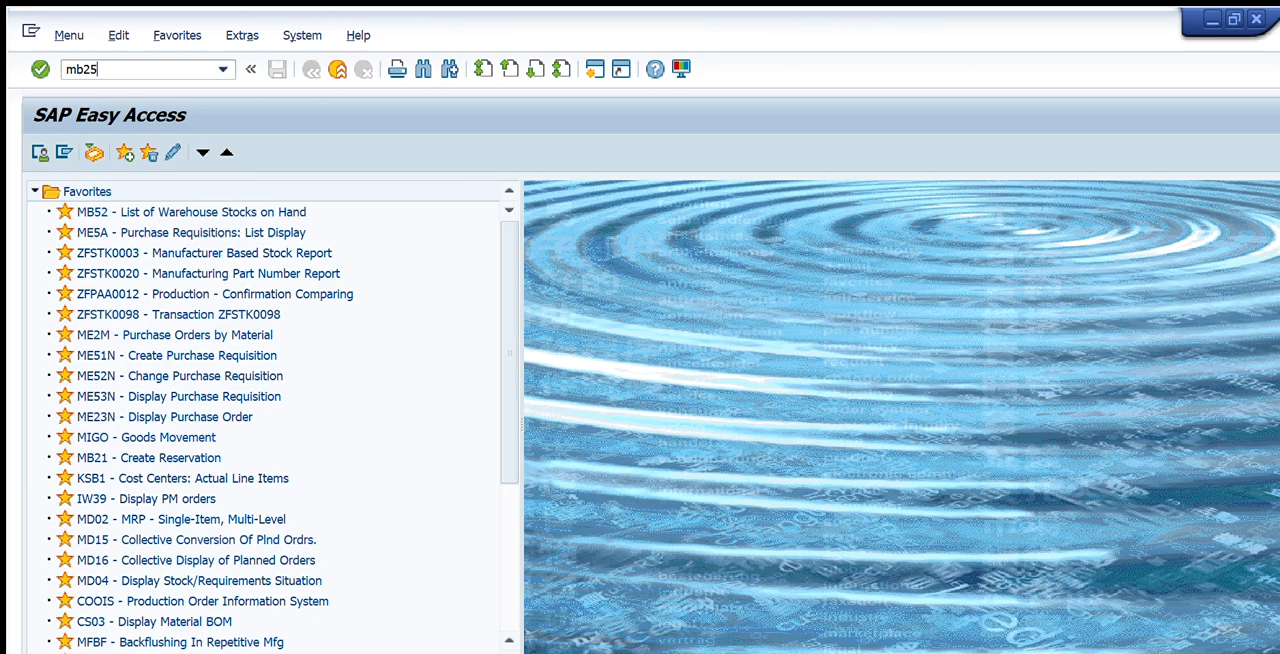 Menu Edit Favorites Extras System Help
mb25
SAP Easy Access
Favorites
MB52 - List of Warehouse Stocks on Hand
ME5A - Purchase Requisitions: List Display
ZFSTK0003 - Manufacturer Based Stock Report
ZFSTK0020 - Manufacturing Part Number Report
ZFPAA0012 - Production - Confirmation Comparing
ZFSTK0098 - Transaction ZFSTK0098
ME2M - Purchase Orders by Material
ME51N - Create Purchase Requisition
ME52N - Change Purchase Requisition
ME53N - Display Purchase Requisition
ME23N - Display Purchase Order
MIGO - Goods Movement
MB21 - Create Reservation
KSB1 - Cost Centers: Actual Line Items
IW39 - Display PM orders
MD02 - MRP - Single-Item, Multi-Level
MD15 - Collective Conversion Of Plnd Ordrs.
MD16 - Collective Display of Planned Orders
MD04 - Display Stock/Requirements Situation
COOIS - Production Order Information System
CS03 - Display Material BOM
MFBF - Backflushing In Repetitive Mfg